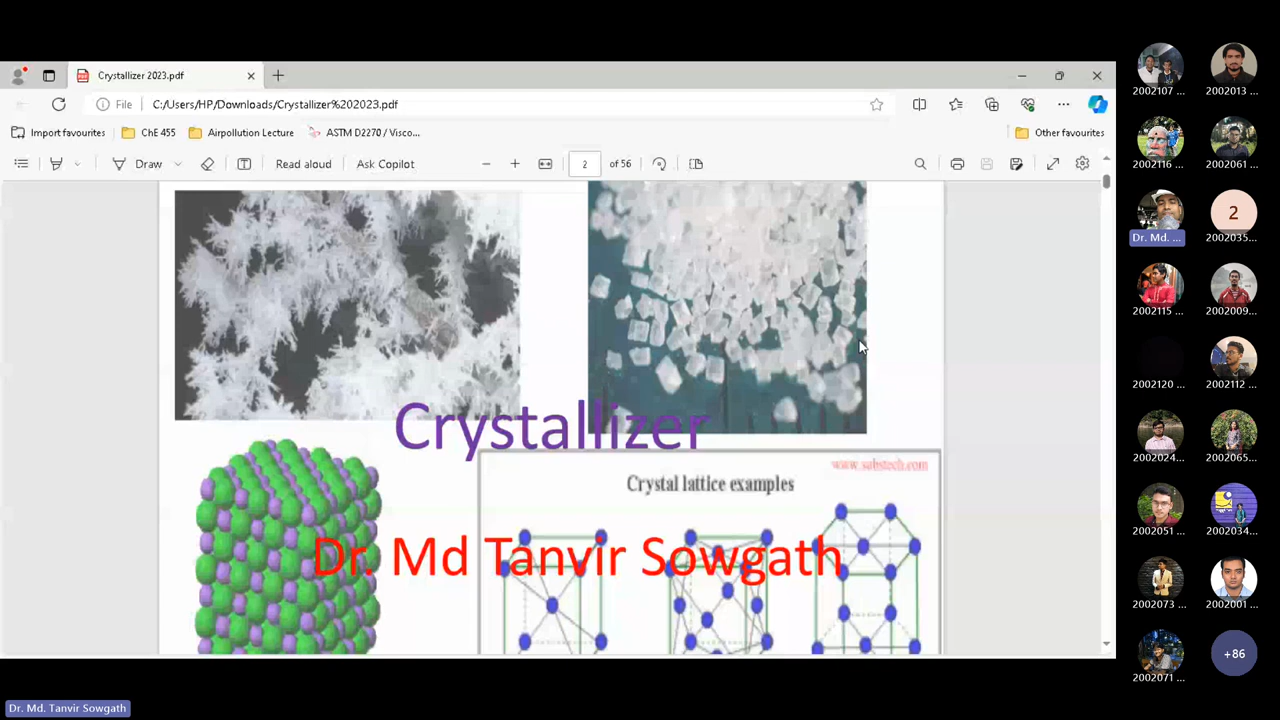 Crystallizer 2023.pdf
File
C:/Users/HP/Downloads/Crystallizer%202023.pdf
Import favourites
ChE 455
Airpollution Lecture
ASTM D2270 / Visco...
Other favourites
Draw
Read aloud
Ask Copilot
2
of 56
Crystallizer
www.substech.com
Crystal lattice examples
Dr. Md Tanvir Sowgath
2002107 ...
2002013 ...
2002116 ...
2002061 ...
Dr. Md. ...
2
2002035...
2002115 ...
2002009...
2002120 ...
2002112 ...
2002024...
2002065...
2002051 ...
2002034...
2002073 ...
2002001 ...
2002071 ...
+86
Dr. Md. Tanvir Sowgath